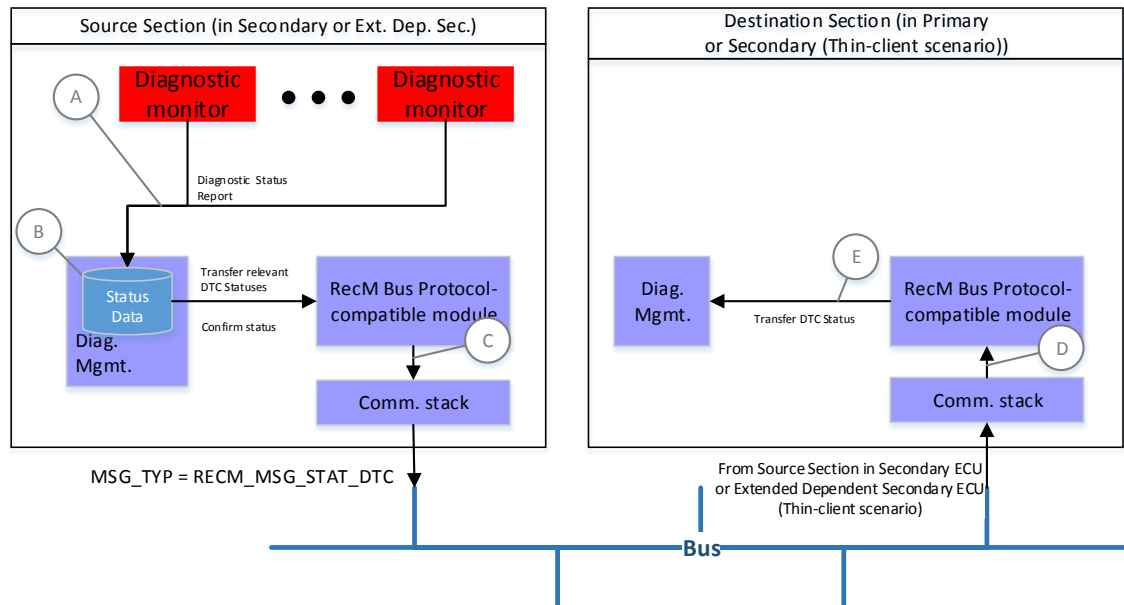 Source Section (in Secondary or Ext. Dep. Sec.)
Diagnostic
monitor
Diagnostic
monitor
A
Diagnostic Status
Report
B
Status
Data
Diag.
Mgmt.
Transfer relevant
DTC Statuses
Confirm status
RecM Bus Protocol-
compatible module
C
Comm. stack
MSG_TYP = RECM_MSG_STAT_DTC
Destination Section (in Primary
or Secondary (Thin-client scenario))
E
Diag.
Mgmt.
Transfer DTC Status
RecM Bus Protocol-
compatible module
D
Comm. stack
From Source Section in Secondary ECU
or Extended Dependent Secondary ECU
(Thin-client scenario)
Bus